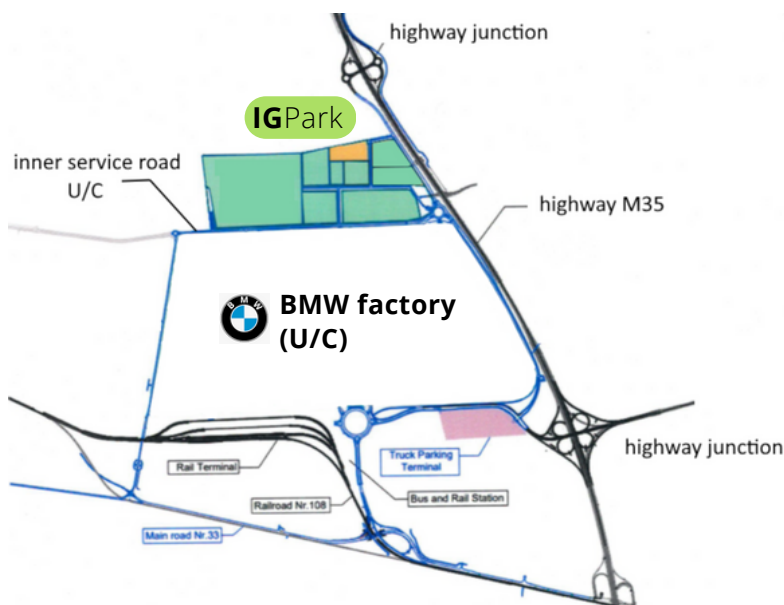 highway junction
IGPark
inner service road
U/C
highway M35
BMW
BMW factory
(U/C)
highway junction
Rail Terminal
Truck Parking
Terminal
Railroad Nr.108
Bus and Rail Station
Main road Nr.33